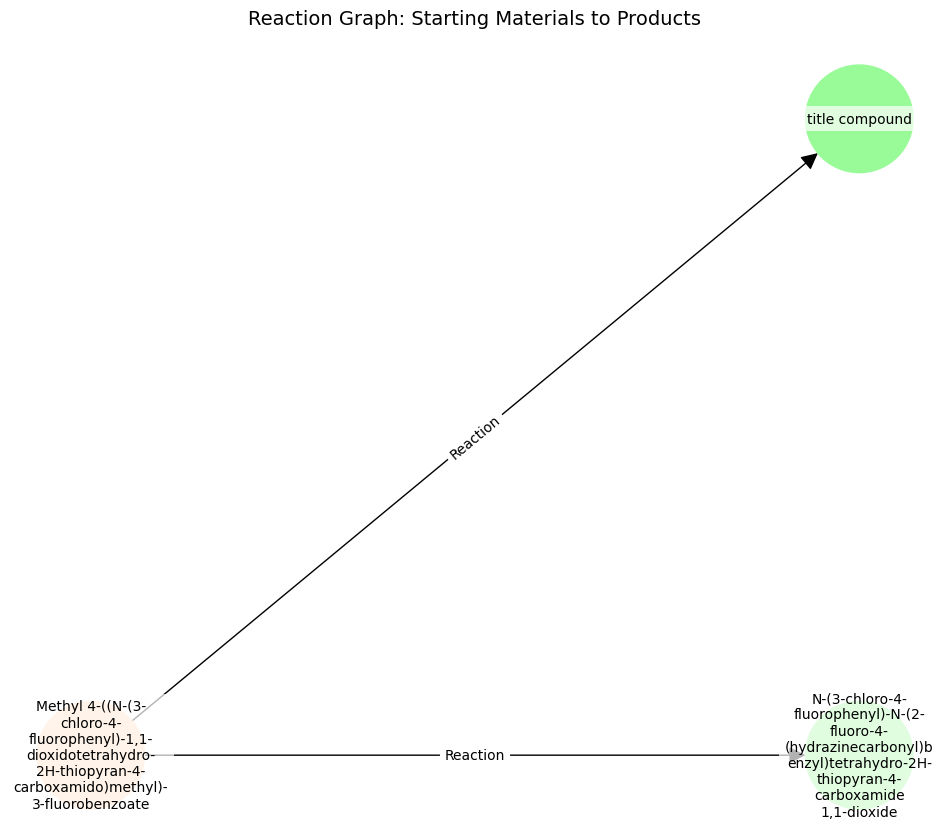 Reaction Graph: Starting Materials to Products
title compound
Reaction
Methyl 4-((N-(3-
chloro-4-
fluorophenyl)-1,1-
dioxidotetrahydro-
2H-thiopyran-4-
carboxamido)methyl)-
3-fluorobenzoate
Reaction
N-(3-chloro-4-
fluorophenyl)-N-(2-
fluoro-4-
(hydrazinecarbonyl)b
enzyl)tetrahydro-2H-
thiopyran-4-
carboxamide
1,1-dioxide